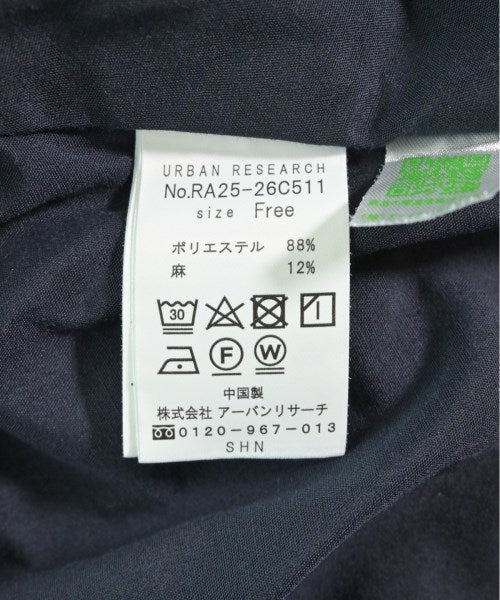 URBAN RESEARCH
No.RA25-26C511
size Free
ポリエステル 88%
麻 12%
30
F W
中国製
株式会社 アーバンリサーチ
0120-967-013
SHN